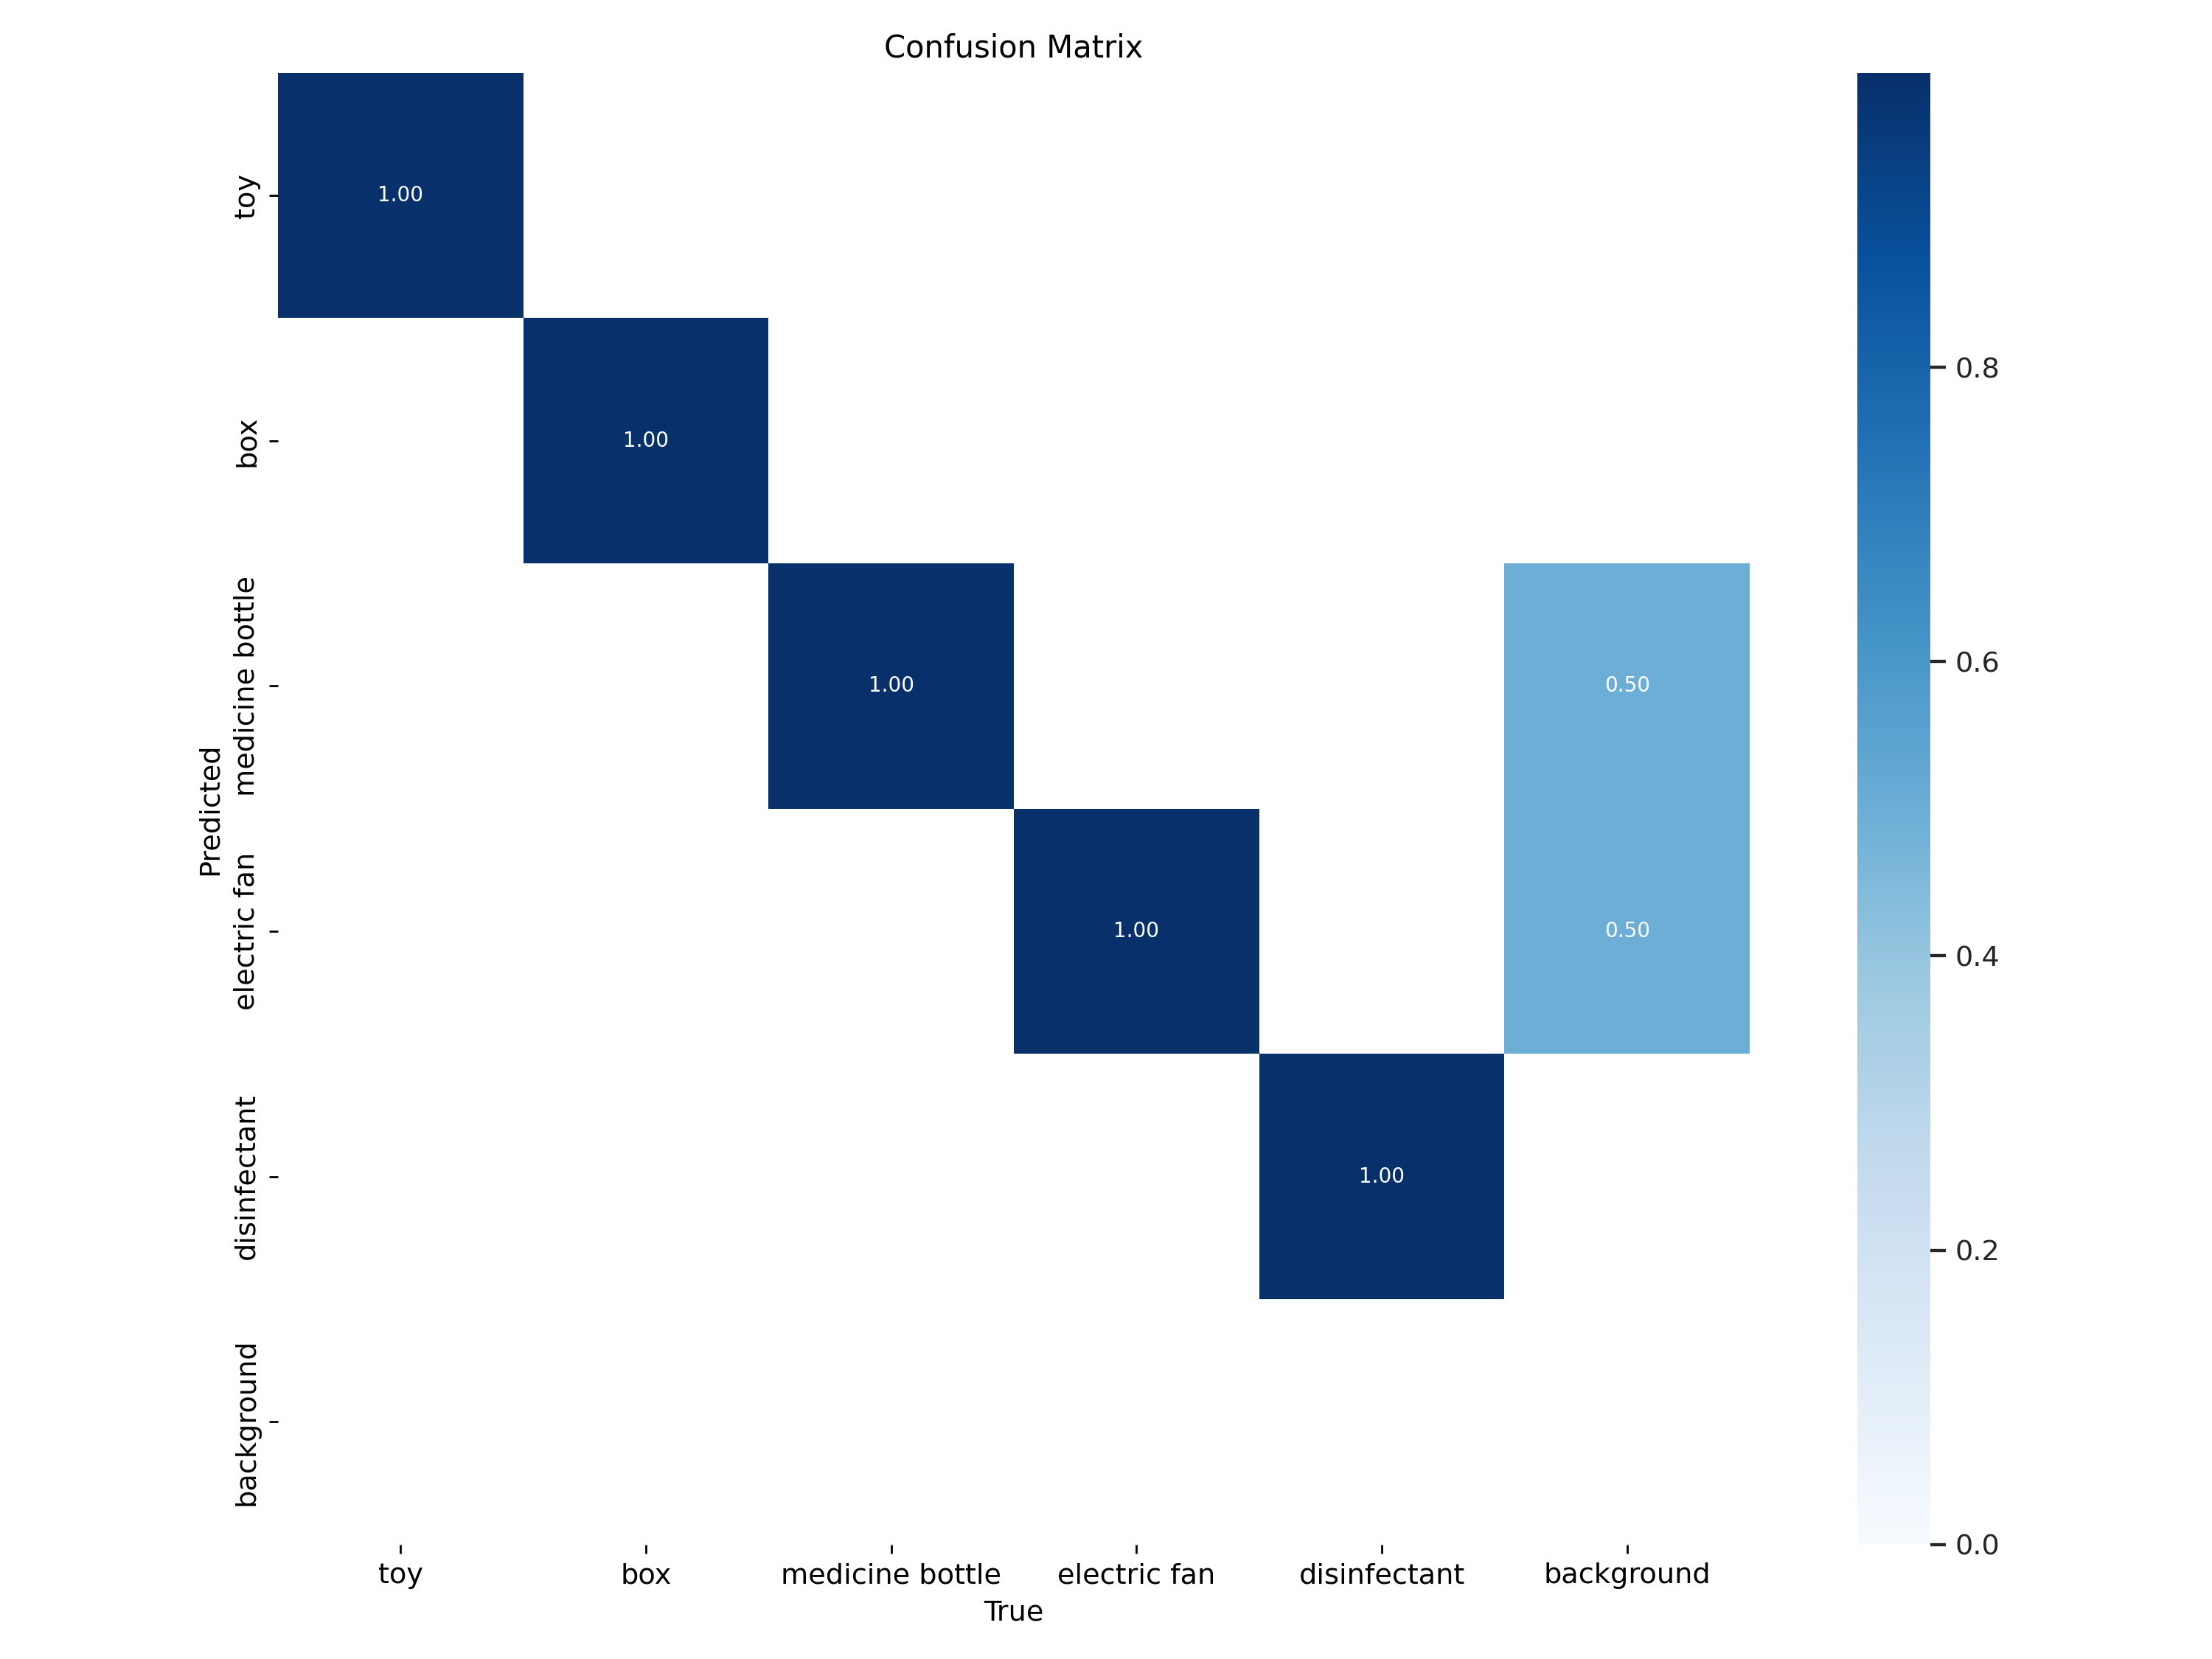 Confusion Matrix
toy
1.00
box
1.00
medicine bottle
1.00
0.50
electric fan
1.00
0.50
disinfectant
1.00
background
Predicted
toy
box
medicine bottle
electric fan
disinfectant
background
True
0.8
0.6
0.4
0.2
0.0